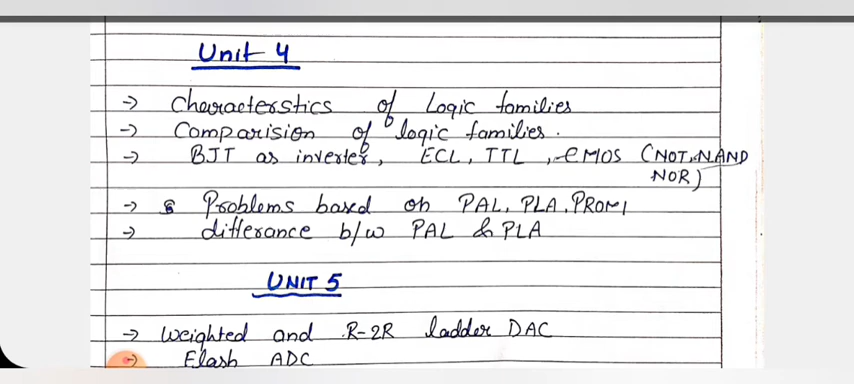 Unit 4
→ Characterstics of Logic families
→ Comparision of logic families.
→ BJT as inverter, ECL, TTL, CMOS (NOT, NAND
NOR)
→ Problems based on PAL, PLA, PROM
→ differance b/w PAL & PLA
UNIT 5
→ Weighted and R-2R ladder DAC
→ Flash ADC